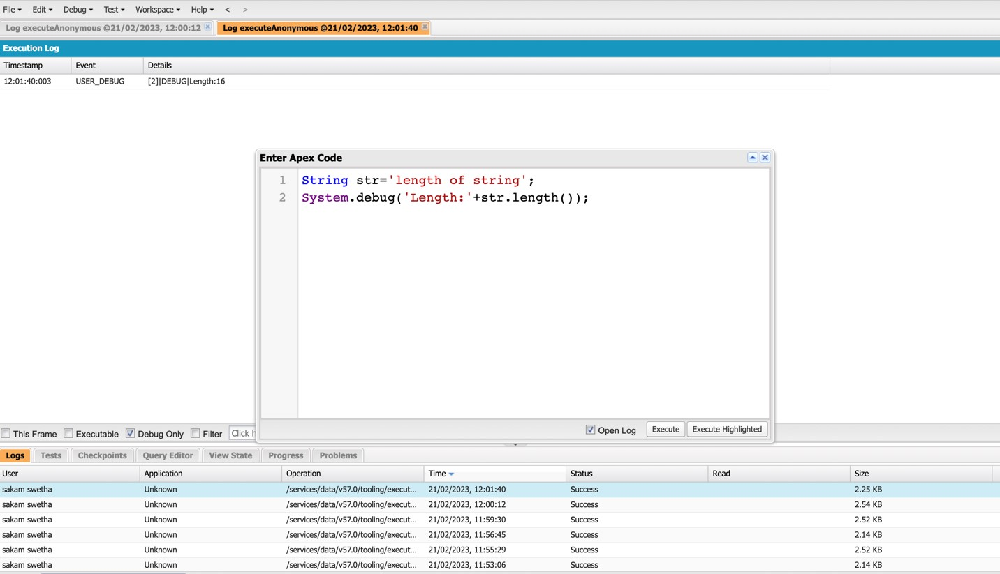 File Edit Debug Test Workspace Help < >
Log executeAnonymous @21/02/2023, 12:00:12 Log executeAnonymous @21/02/2023, 12:01:40
Execution Log
Timestamp Event Details
12:01:40:003 USER_DEBUG [2]|DEBUG|Length:16
Enter Apex Code
1 String str='length of string';
2 System.debug('Length:'+str.length());
Open Log Execute Execute Highlighted
This Frame Executable Debug Only Filter Click h
Logs Tests Checkpoints Query Editor View State Progress Problems
User Application Operation Time Status Read Size
sakam swetha Unknown /services/data/v57.0/tooling/execut... 21/02/2023, 12:01:40 Success 2.25 KB
sakam swetha Unknown /services/data/v57.0/tooling/execut... 21/02/2023, 12:00:12 Success 2.54 KB
sakam swetha Unknown /services/data/v57.0/tooling/execut... 21/02/2023, 11:59:30 Success 2.52 KB
sakam swetha Unknown /services/data/v57.0/tooling/execut... 21/02/2023, 11:56:45 Success 2.14 KB
sakam swetha Unknown /services/data/v57.0/tooling/execut... 21/02/2023, 11:55:29 Success 2.52 KB
sakam swetha Unknown /services/data/v57.0/tooling/execut... 21/02/2023, 11:53:06 Success 2.14 KB